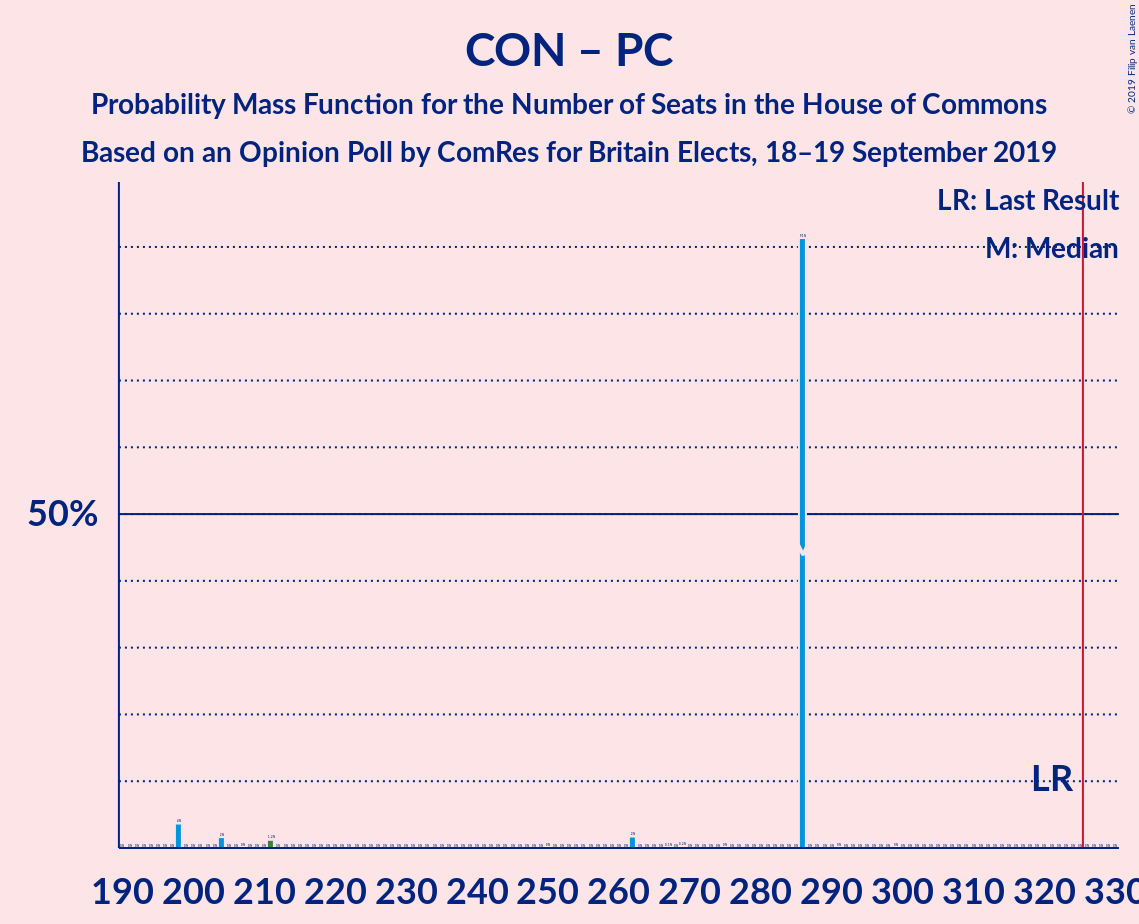 CON – PC
Probability Mass Function for the Number of Seats in the House of Commons
Based on an Opinion Poll by ComRes for Britain Elects, 18–19 September 2019
© 2019 Filip van Laenen
LR: Last Result
M: Median
50%
LR
190 200 210 220 230 240 250 260 270 280 290 300 310 320 330